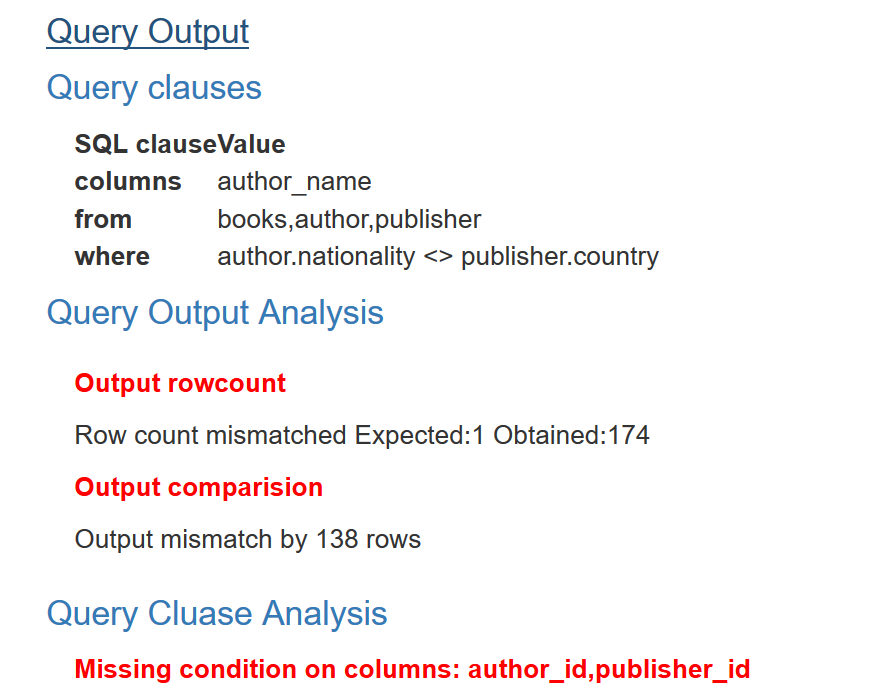 Query Output
Query clauses
SQL clauseValue
columns author_name
from books,author,publisher
where author.nationality <> publisher.country
Query Output Analysis
Output rowcount
Row count mismatched Expected:1 Obtained:174
Output comparision
Output mismatch by 138 rows
Query Cluase Analysis
Missing condition on columns: author_id,publisher_id